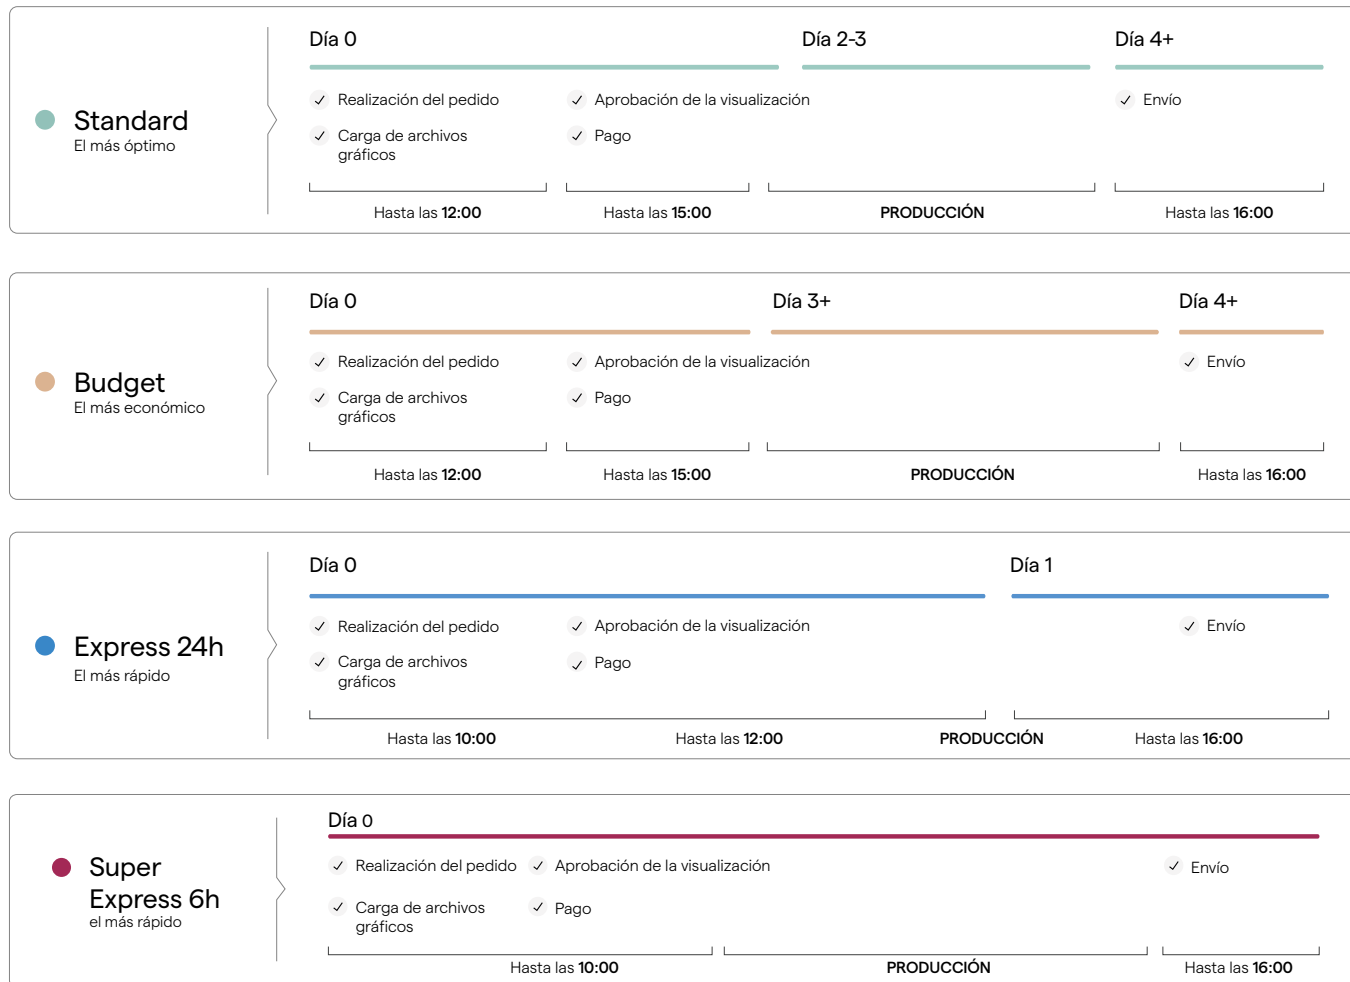 Standard
El más óptimo
Día 0
Día 2-3
Día 4+
Realización del pedido
Aprobación de la visualización
Envío
Carga de archivos
gráficos
Pago
Hasta las 12:00
Hasta las 15:00
PRODUCCIÓN
Hasta las 16:00
Budget
El más económico
Día 0
Día 3+
Día 4+
Realización del pedido
Aprobación de la visualización
Envío
Carga de archivos
gráficos
Pago
Hasta las 12:00
Hasta las 15:00
PRODUCCIÓN
Hasta las 16:00
Express 24h
El más rápido
Día 0
Día 1
Realización del pedido
Aprobación de la visualización
Envío
Carga de archivos
gráficos
Pago
Hasta las 10:00
Hasta las 12:00
PRODUCCIÓN
Hasta las 16:00
Super
Express 6h
el más rápido
Día 0
Realización del pedido
Aprobación de la visualización
Envío
Carga de archivos
gráficos
Pago
Hasta las 10:00
PRODUCCIÓN
Hasta las 16:00